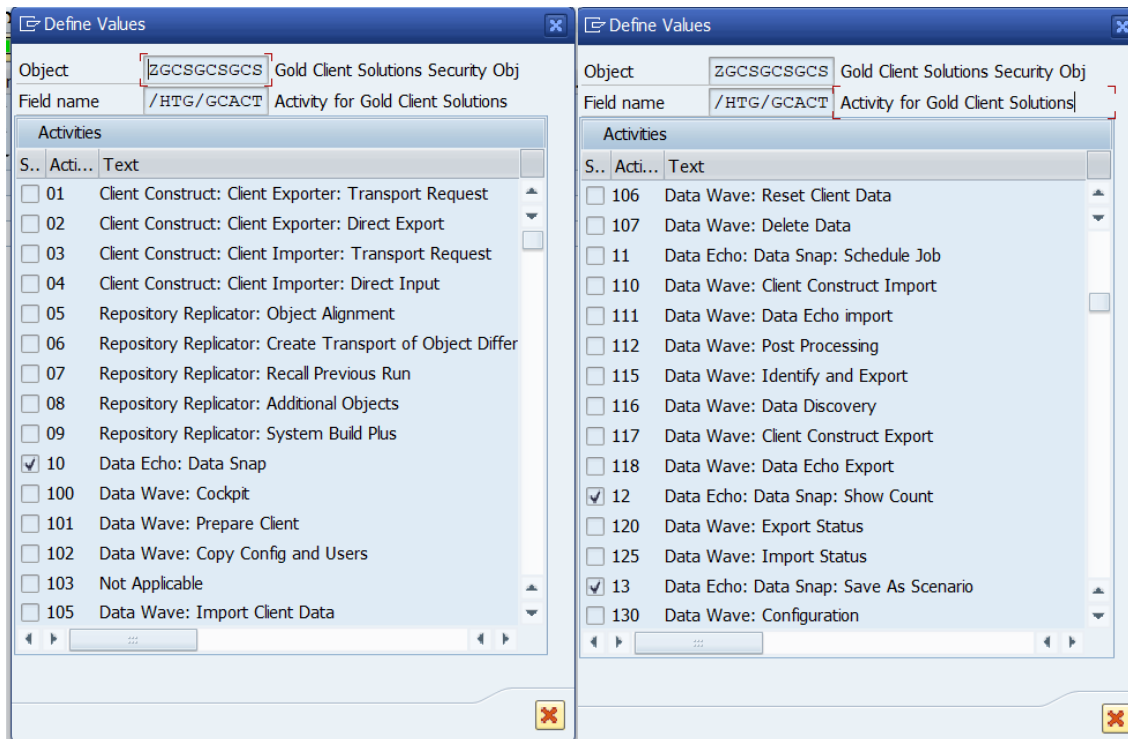 Define Values
Object ZGCSGCSGCS Gold Client Solutions Security Obj
Field name /HTG/GCACT Activity for Gold Client Solutions
Activities
S.. Acti... Text
01 Client Construct: Client Exporter: Transport Request
02 Client Construct: Client Exporter: Direct Export
03 Client Construct: Client Importer: Transport Request
04 Client Construct: Client Importer: Direct Input
05 Repository Replicator: Object Alignment
06 Repository Replicator: Create Transport of Object Differ
07 Repository Replicator: Recall Previous Run
08 Repository Replicator: Additional Objects
09 Repository Replicator: System Build Plus
10 Data Echo: Data Snap
100 Data Wave: Cockpit
101 Data Wave: Prepare Client
102 Data Wave: Copy Config and Users
103 Not Applicable
105 Data Wave: Import Client Data
Define Values
Object ZGCSGCSGCS Gold Client Solutions Security Obj
Field name /HTG/GCACT Activity for Gold Client Solutions
Activities
S.. Acti... Text
106 Data Wave: Reset Client Data
107 Data Wave: Delete Data
11 Data Echo: Data Snap: Schedule Job
110 Data Wave: Client Construct Import
111 Data Wave: Data Echo import
112 Data Wave: Post Processing
115 Data Wave: Identify and Export
116 Data Wave: Data Discovery
117 Data Wave: Client Construct Export
118 Data Wave: Data Echo Export
12 Data Echo: Data Snap: Show Count
120 Data Wave: Export Status
125 Data Wave: Import Status
13 Data Echo: Data Snap: Save As Scenario
130 Data Wave: Configuration